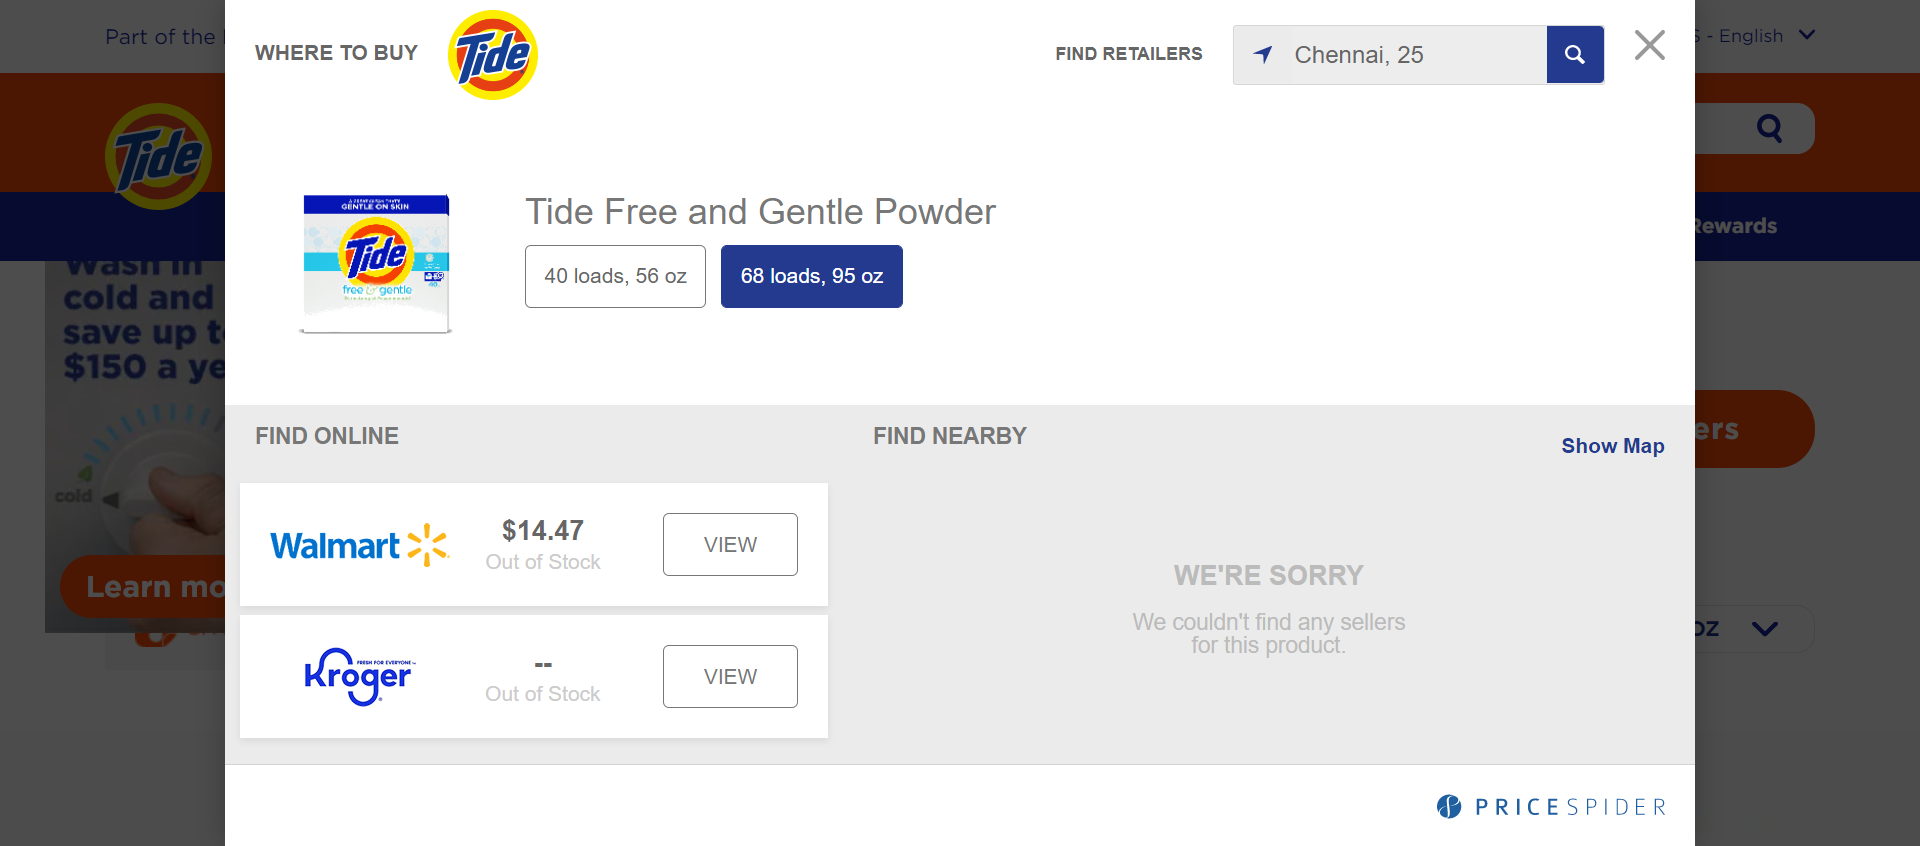 Part of the
WHERE TO BUY
Tide
FIND RETAILERS
Chennai, 25
- English
Tide
GENTLE ON SKIN
Tide
free & gentle
Tide Free and Gentle Powder
40 loads, 56 oz
68 loads, 95 oz
Rewards
Wash in
cold and
save up to
$150 a ye
cold
Learn mo
ers
OZ
FIND ONLINE
FIND NEARBY
Show Map
Walmart
$14.47
Out of Stock
VIEW
Kroger
FRESH FOR EVERYONE
--
Out of Stock
VIEW
WE'RE SORRY
We couldn't find any sellers
for this product.
PRICESPIDER